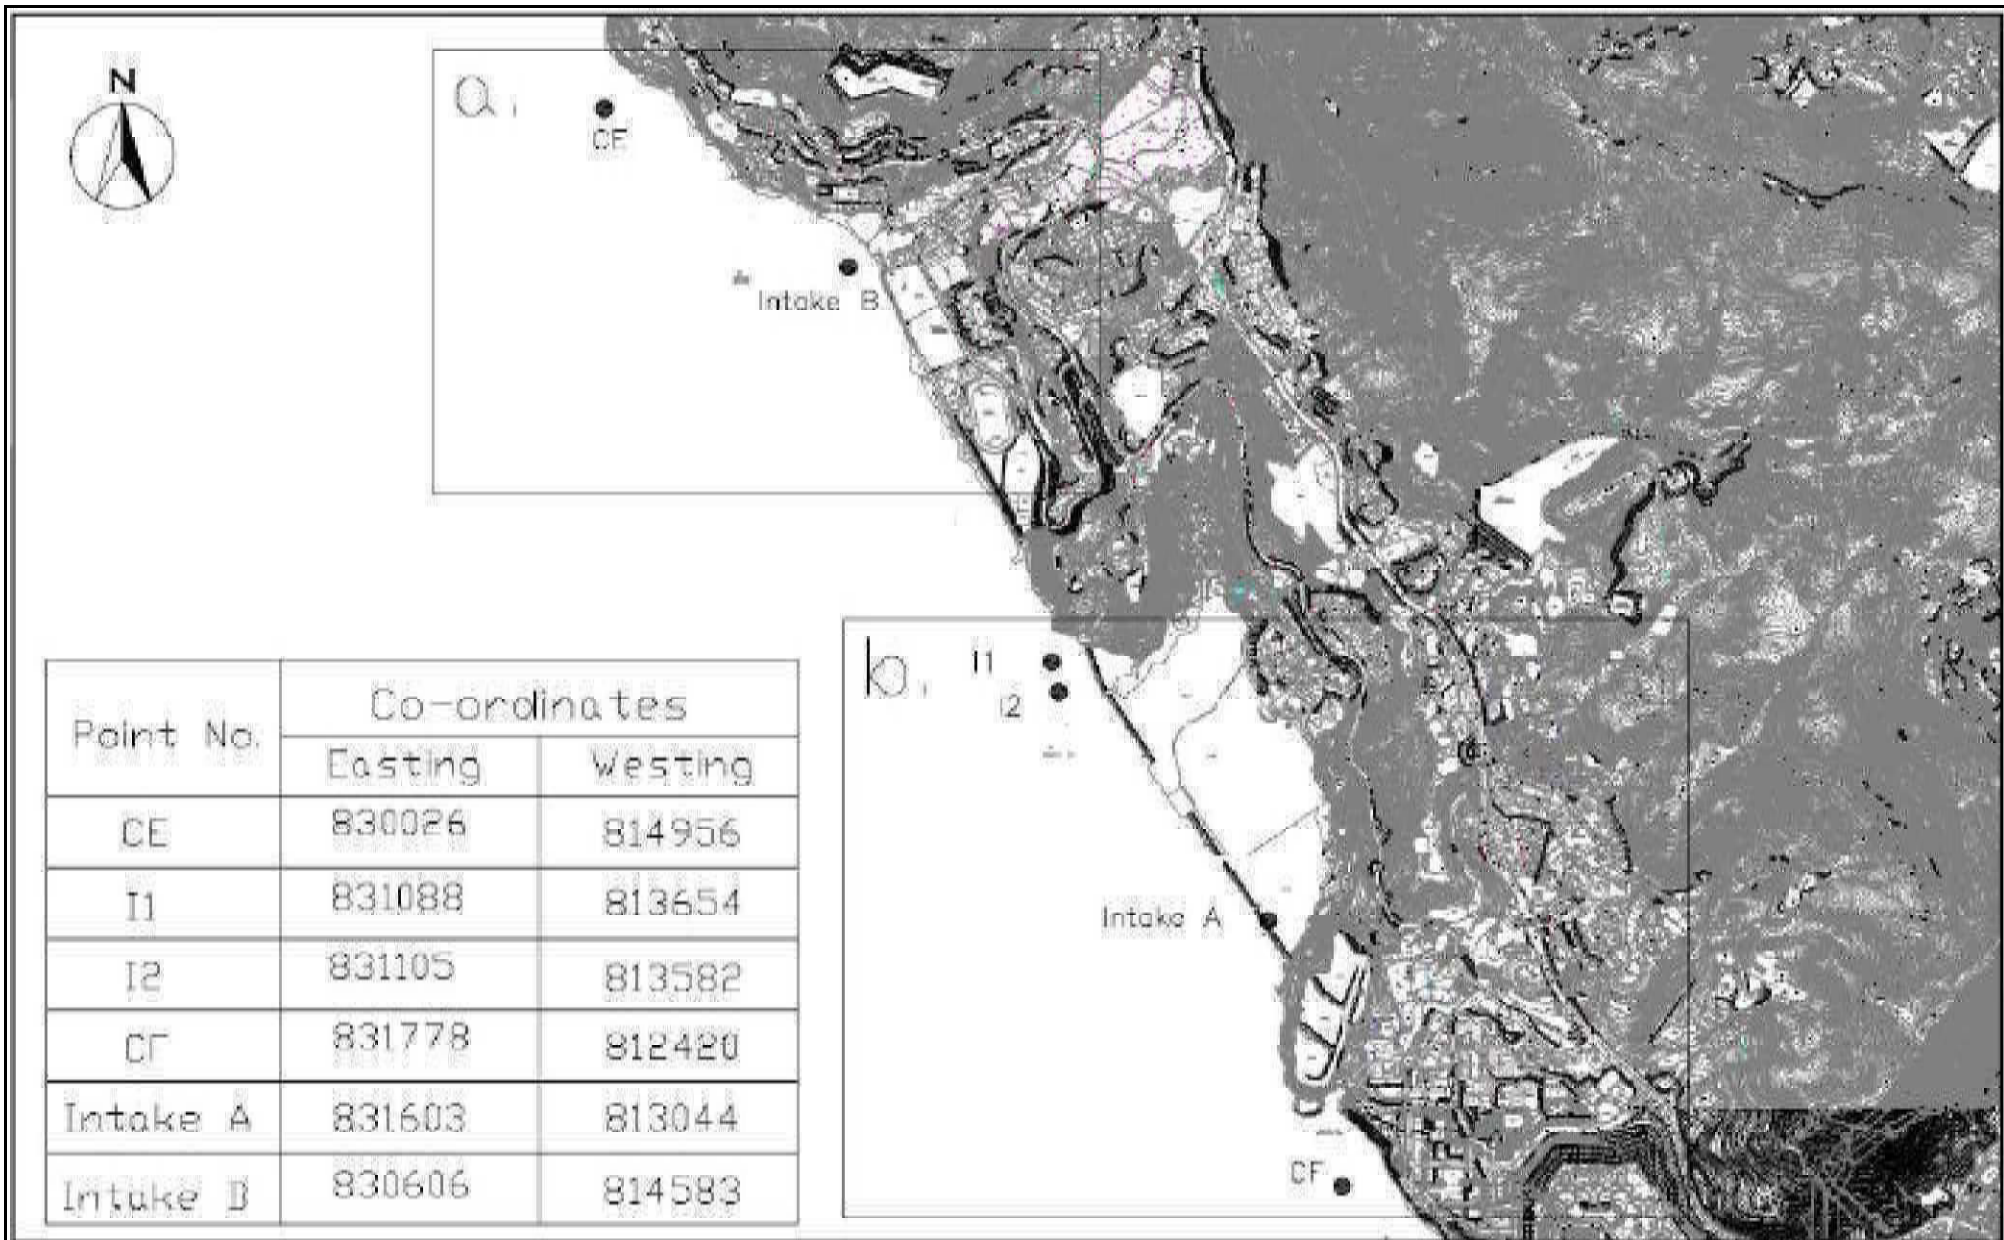 N
a.
CE
Intake B
b.
I1
I2
Intake A
CF
Point No. Co-ordinates
Easting Westing
CE 830026 814956
I1 831088 813654
I2 831105 813582
CF 831778 812420
Intake A 831603 813044
Intake B 830606 814583